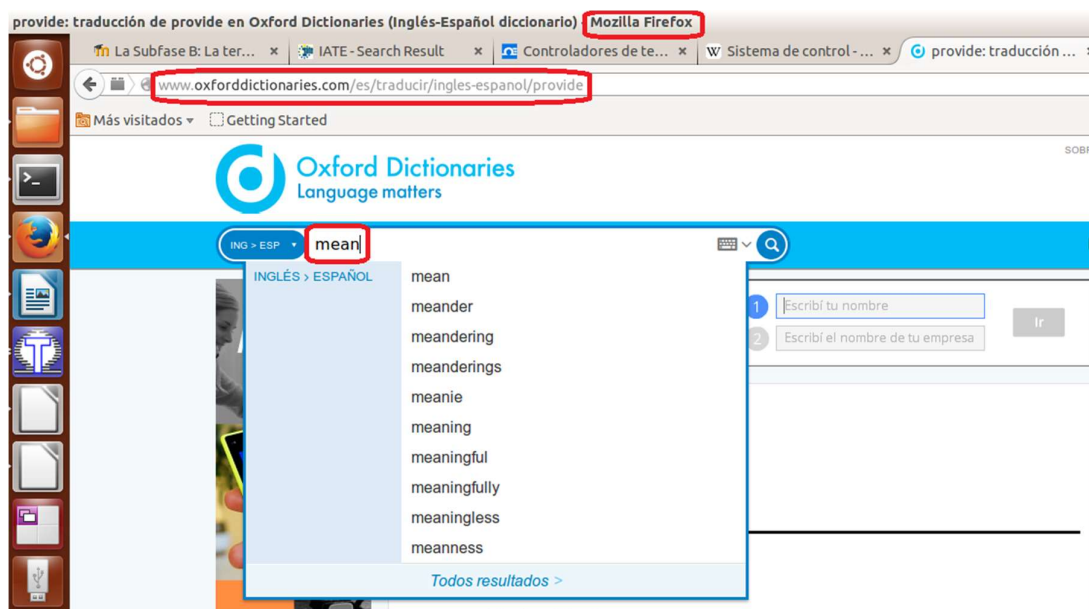 provide: traducción de provide en Oxford Dictionaries (Inglés-Español diccionario) - Mozilla Firefox
La Subfase B: La ter... × IATE - Search Result × Controladores de te... × W Sistema de control - ... × provide: traducción ...
www.oxforddictionaries.com/es/traducir/ingles-espanol/provide
Más visitados Getting Started
SOBR
Oxford Dictionaries
Language matters
ING > ESP mean
INGLÉS > ESPAÑOL mean
meander
meandering
meanderings
meanie
meaning
meaningful
meaningfully
meaningless
meanness
Todos resultados >
1 Escribí tu nombre
2 Escribí el nombre de tu empresa
Ir